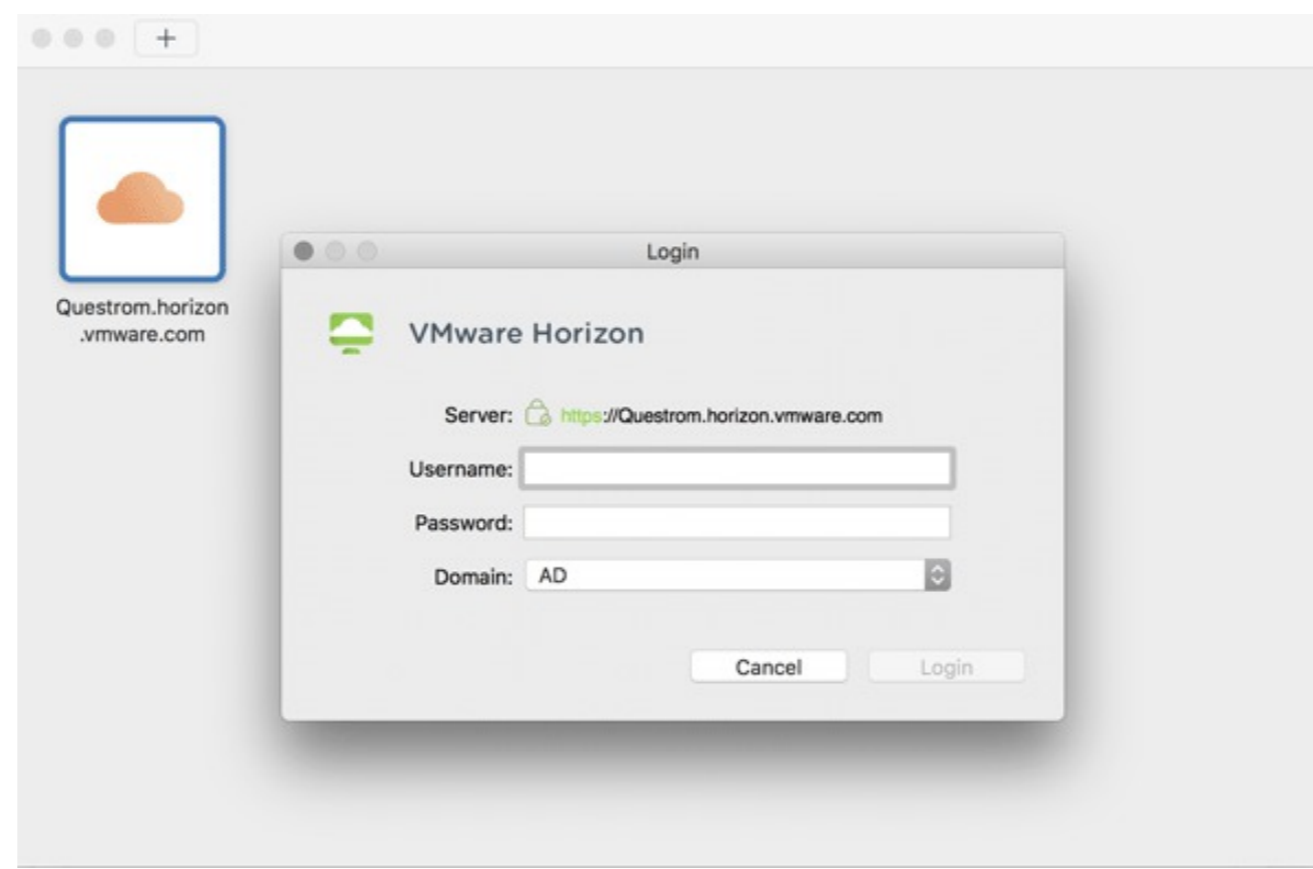 +
Questrom.horizon
.vmware.com
Login
VMware Horizon
Server: https://Questrom.horizon.vmware.com
Username:
Password:
Domain: AD
Cancel Login